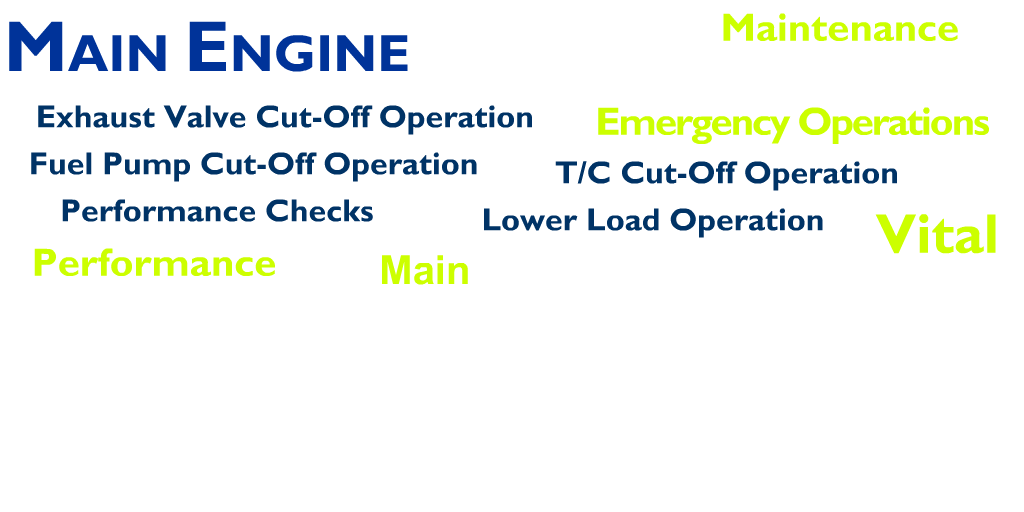 MAIN ENGINE
Maintenance
Exhaust Valve Cut-Off Operation
Emergency Operations
Fuel Pump Cut-Off Operation
T/C Cut-Off Operation
Performance Checks
Lower Load Operation
Vital
Performance
Main